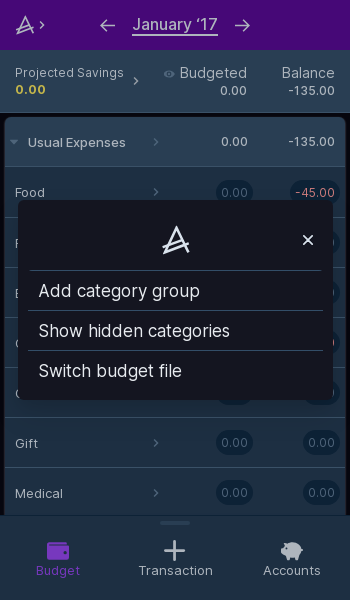 January ‘17
Projected Savings
0.00
Budgeted
0.00
Balance
-135.00
Usual Expenses 0.00 -135.00
Food 0.00 -45.00
Add category group
Show hidden categories
Switch budget file
Gift 0.00 0.00
Medical 0.00 0.00
Budget Transaction Accounts